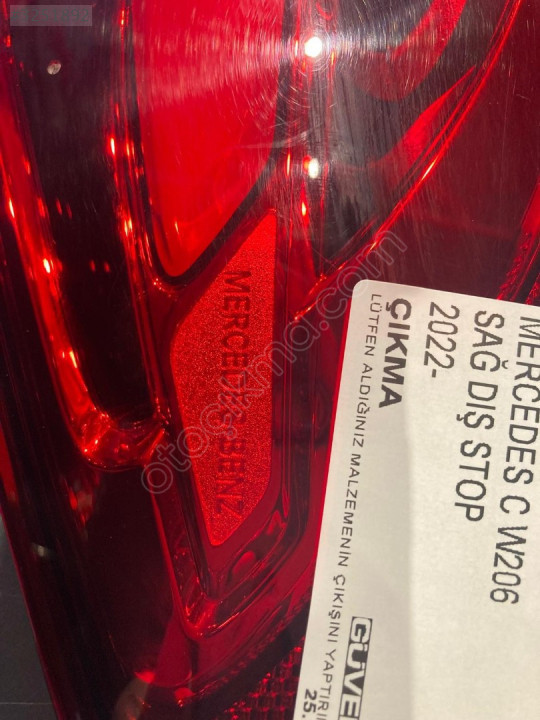 MERCEDES-BENZ
MERCEDES C W206
SAĞ DIŞ STOP
2022-
ÇIKMA
LÜTFEN ALDIĞINIZ MALZEMENİN ÇIKIŞINI YAPTIRI
GÜVE
25.
otocikma.com